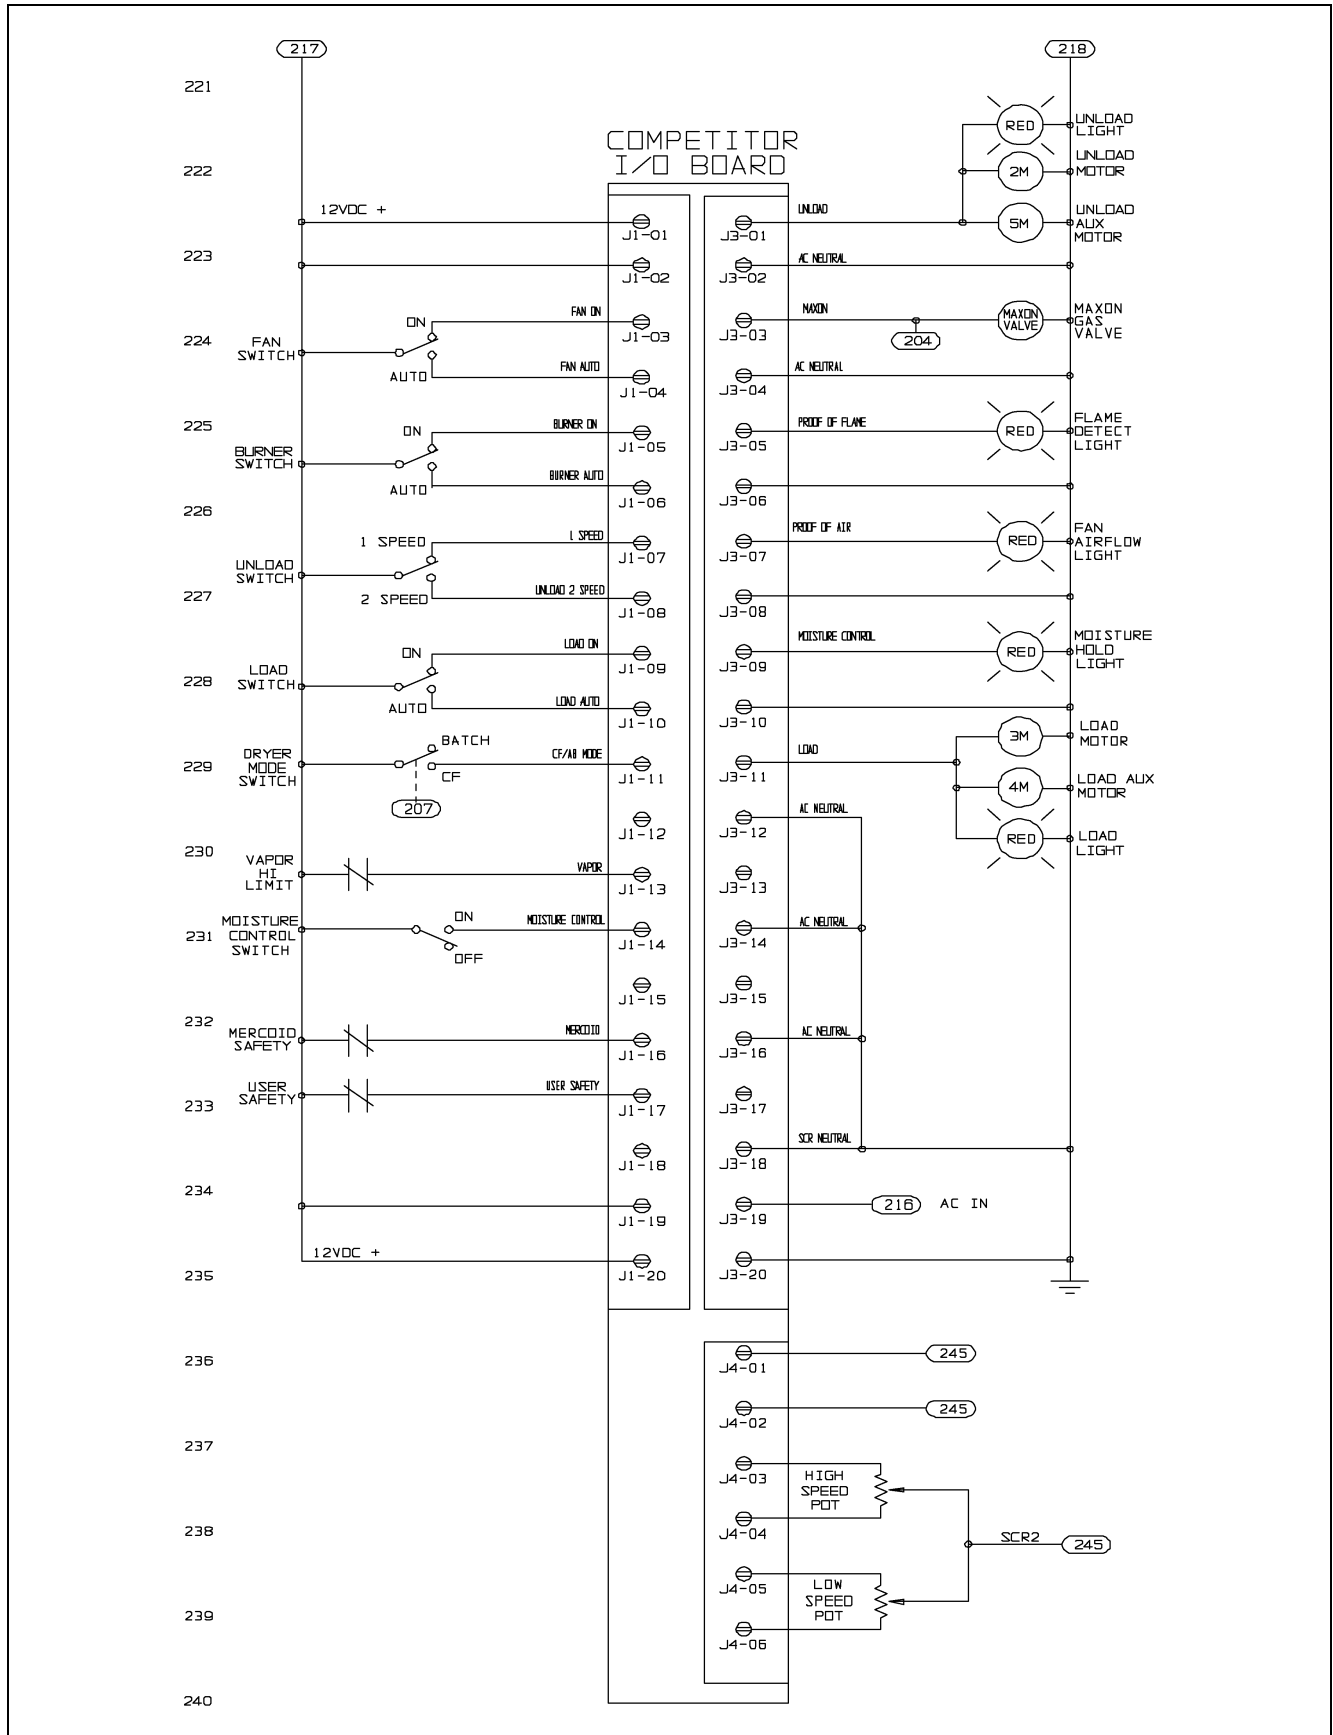 217
218
221
UNLOAD
LIGHT
RED
COMPETITOR
I/O BOARD
222
UNLOAD
MOTOR
2M
12VDC +
J1-01
J3-01
UNLOAD
5M
UNLOAD
AUX
MOTOR
223
J1-02
J3-02
AC NEUTRAL
224
FAN
SWITCH
ON
AUTO
FAN ON
J1-03
FAN AUTO
J1-04
J3-03
MAXON
204
MAXON
VALVE
MAXON
GAS
VALVE
J3-04
AC NEUTRAL
225
BURNER
SWITCH
ON
AUTO
BURNER ON
J1-05
BURNER AUTO
J1-06
J3-05
PROOF OF FLAME
RED
FLAME
DETECT
LIGHT
J3-06
226
UNLOAD
SWITCH
1 SPEED
2 SPEED
1 SPEED
J1-07
UNLOAD 2 SPEED
J1-08
J3-07
PROOF OF AIR
RED
FAN
AIRFLOW
LIGHT
227
J3-08
228
LOAD
SWITCH
ON
AUTO
LOAD ON
J1-09
LOAD AUTO
J1-10
J3-09
MOISTURE CONTROL
RED
MOISTURE
HOLD
LIGHT
J3-10
229
DRYER
MODE
SWITCH
BATCH
CF
207
CF/AB MODE
J1-11
J3-11
LOAD
3M
LOAD
MOTOR
4M
LOAD AUX
MOTOR
RED
LOAD
LIGHT
J1-12
J3-12
AC NEUTRAL
230
VAPOR
HI
LIMIT
VAPOR
J1-13
J3-13
231
MOISTURE
CONTROL
SWITCH
ON
OFF
MOISTURE CONTROL
J1-14
J3-14
AC NEUTRAL
J1-15
J3-15
232
MERCOID
SAFETY
MERCOID
J1-16
J3-16
AC NEUTRAL
233
USER
SAFETY
USER SAFETY
J1-17
J3-17
J1-18
J3-18
SCR NEUTRAL
234
J1-19
J3-19
216
AC IN
235
12VDC +
J1-20
J3-20
236
J4-01
245
J4-02
245
237
J4-03
HIGH
SPEED
POT
238
J4-04
SCR2
245
J4-05
LOW
SPEED
POT
239
J4-06
240